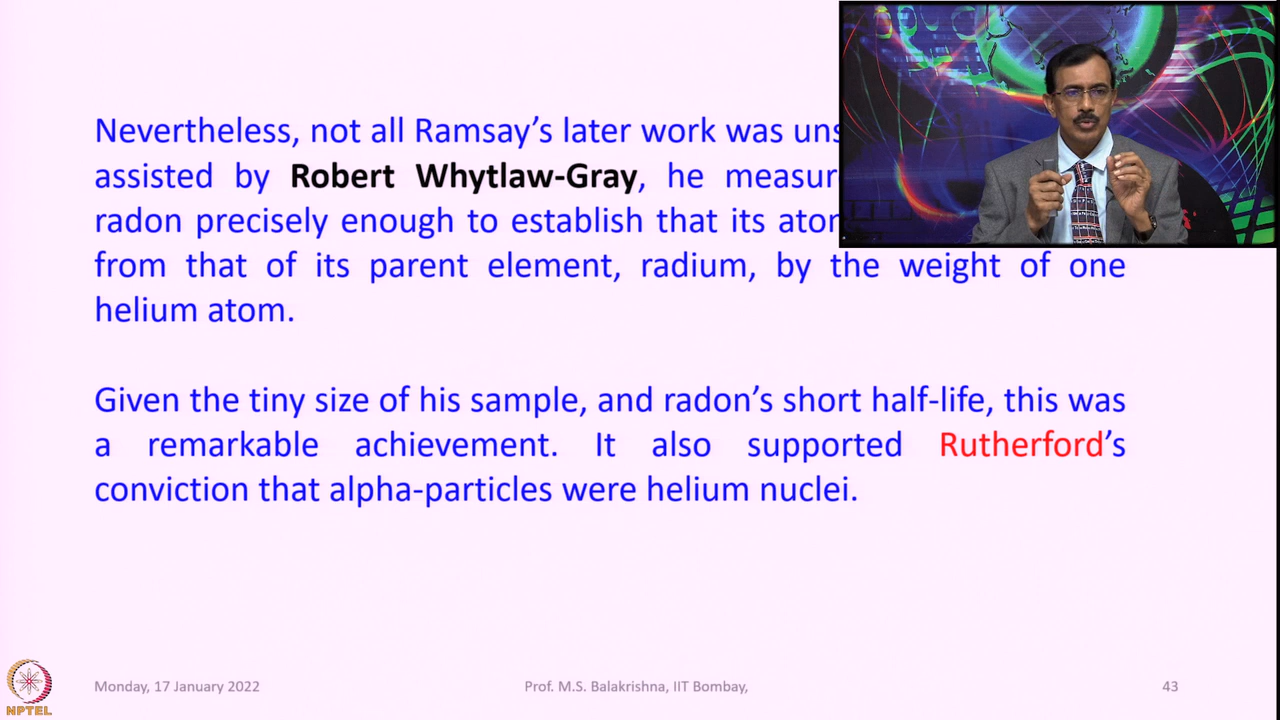 Nevertheless, not all Ramsay's later work was
assisted by Robert Whytlaw-Gray, he
radon precisely enough to establish that its
from that of its parent element, radium, by the weight of one
helium atom.
Given the tiny size of his sample, and radon's short half-life, this was
a remarkable achievement. It also supported Rutherford's
conviction that alpha-particles were helium nuclei.
Monday, 17 January 2022
Prof. M.S. Balakrishna, IIT Bombay,
43
NPTEL